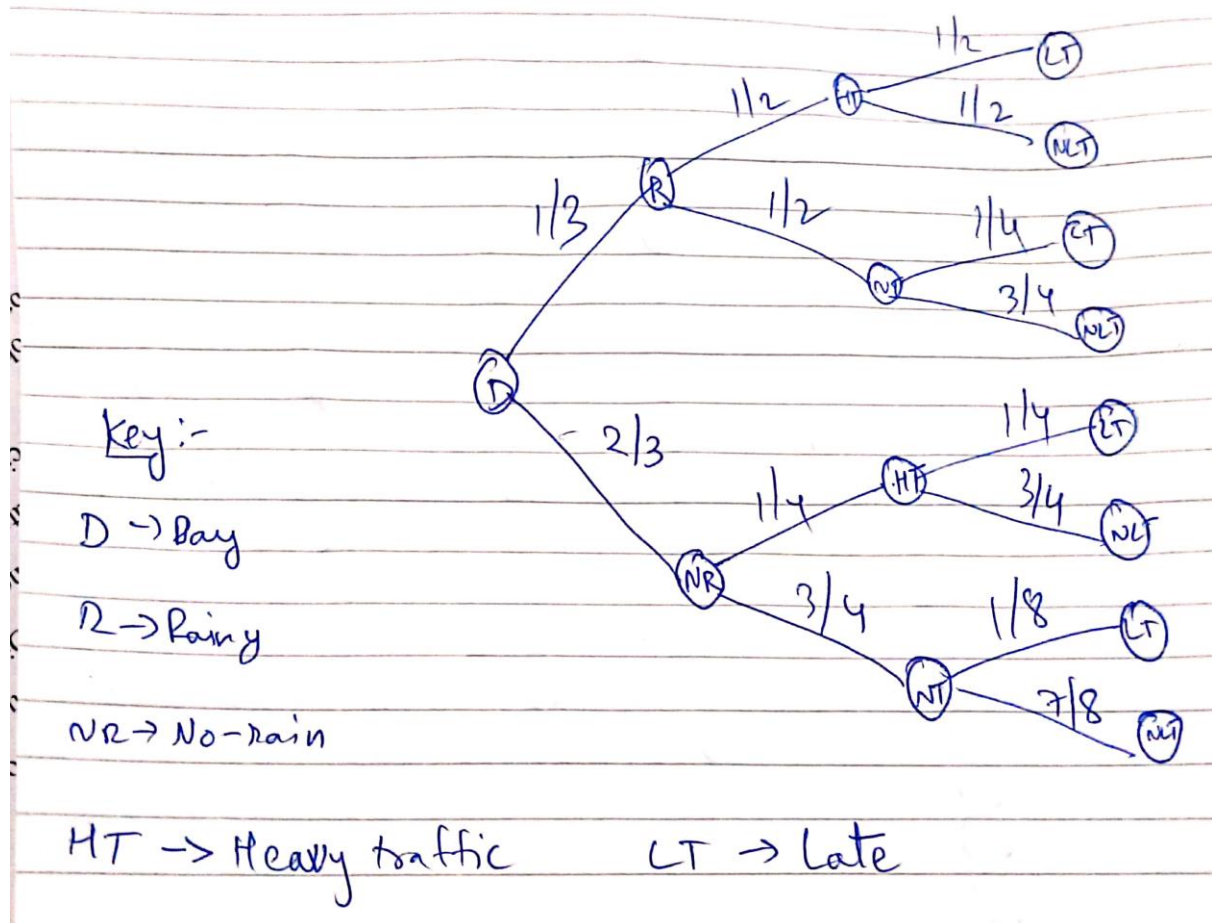 1/2 LT
1/2 HT 1/2
NLT
R
1/3 1/2 1/4 LT
NT 3/4
NLT
D
Key:-
2/3 1/4 LT
HT 3/4
1/4 NLT
D -> Day
NR 3/4 1/8 LT
R -> Rainy
NT 7/8
NLT
NR -> No-rain
HT -> Heavy traffic LT -> Late